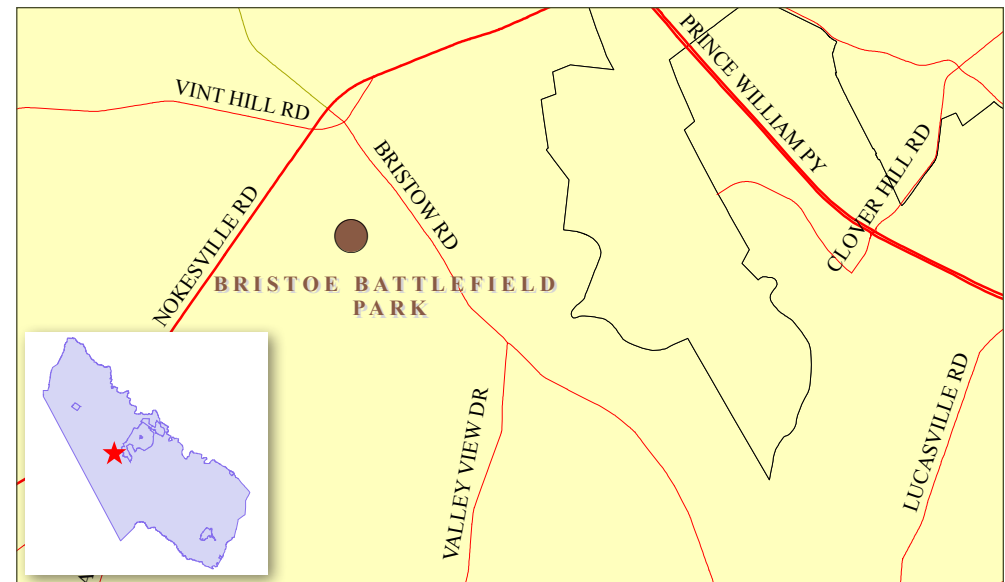 PRINCE WILLIAM PY
VINT HILL RD
BRISTOW RD
CLOVER HILL RD
NOKESVILLE RD
BRISTOE BATTLEFIELD
PARK
VALLEY VIEW DR
LUCASVILLE RD